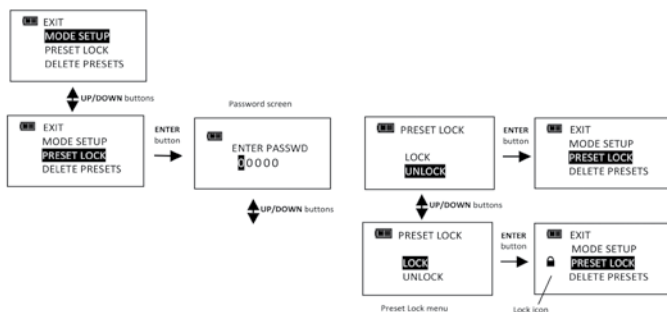 EXIT
MODE SETUP
PRESET LOCK
DELETE PRESETS
UP/DOWN buttons
EXIT
MODE SETUP
PRESET LOCK
DELETE PRESETS
ENTER
button
Password screen
ENTER PASSWD
00000
UP/DOWN buttons
PRESET LOCK
LOCK
UNLOCK
ENTER
button
EXIT
MODE SETUP
PRESET LOCK
DELETE PRESETS
UP/DOWN buttons
PRESET LOCK
LOCK
UNLOCK
Preset Lock menu
ENTER
button
EXIT
MODE SETUP
PRESET LOCK
DELETE PRESETS
Lock icon